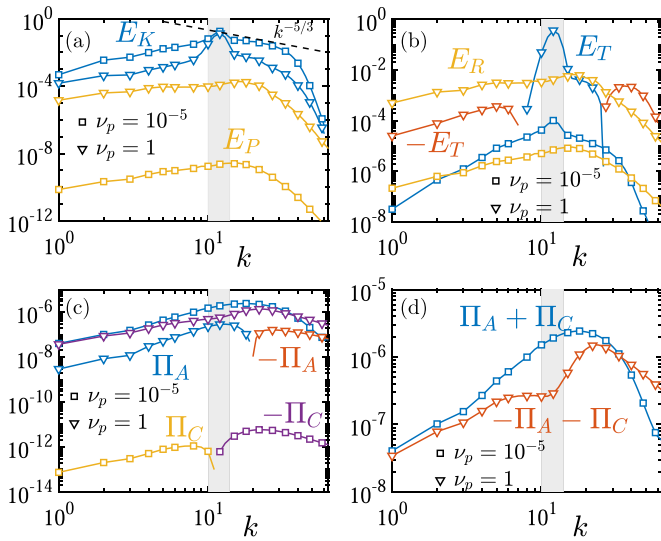 (a)
E_K
k^{-5/3}
E_P
ν_p = 10^{-5}
ν_p = 1
10^0
10^{-4}
10^{-8}
10^{-12}
10^0
10^1
k
(b)
E_T
E_R
-E_T
ν_p = 10^{-5}
ν_p = 1
10^0
10^{-2}
10^{-4}
10^{-6}
10^{-8}
10^0
10^1
k
(c)
Π_A
-Π_A
ν_p = 10^{-5}
ν_p = 1
Π_C
-Π_C
10^{-6}
10^{-8}
10^{-10}
10^{-12}
10^{-14}
10^0
10^1
k
(d)
Π_A + Π_C
-Π_A - Π_C
ν_p = 10^{-5}
ν_p = 1
10^{-5}
10^{-6}
10^{-7}
10^{-8}
10^0
10^1
k